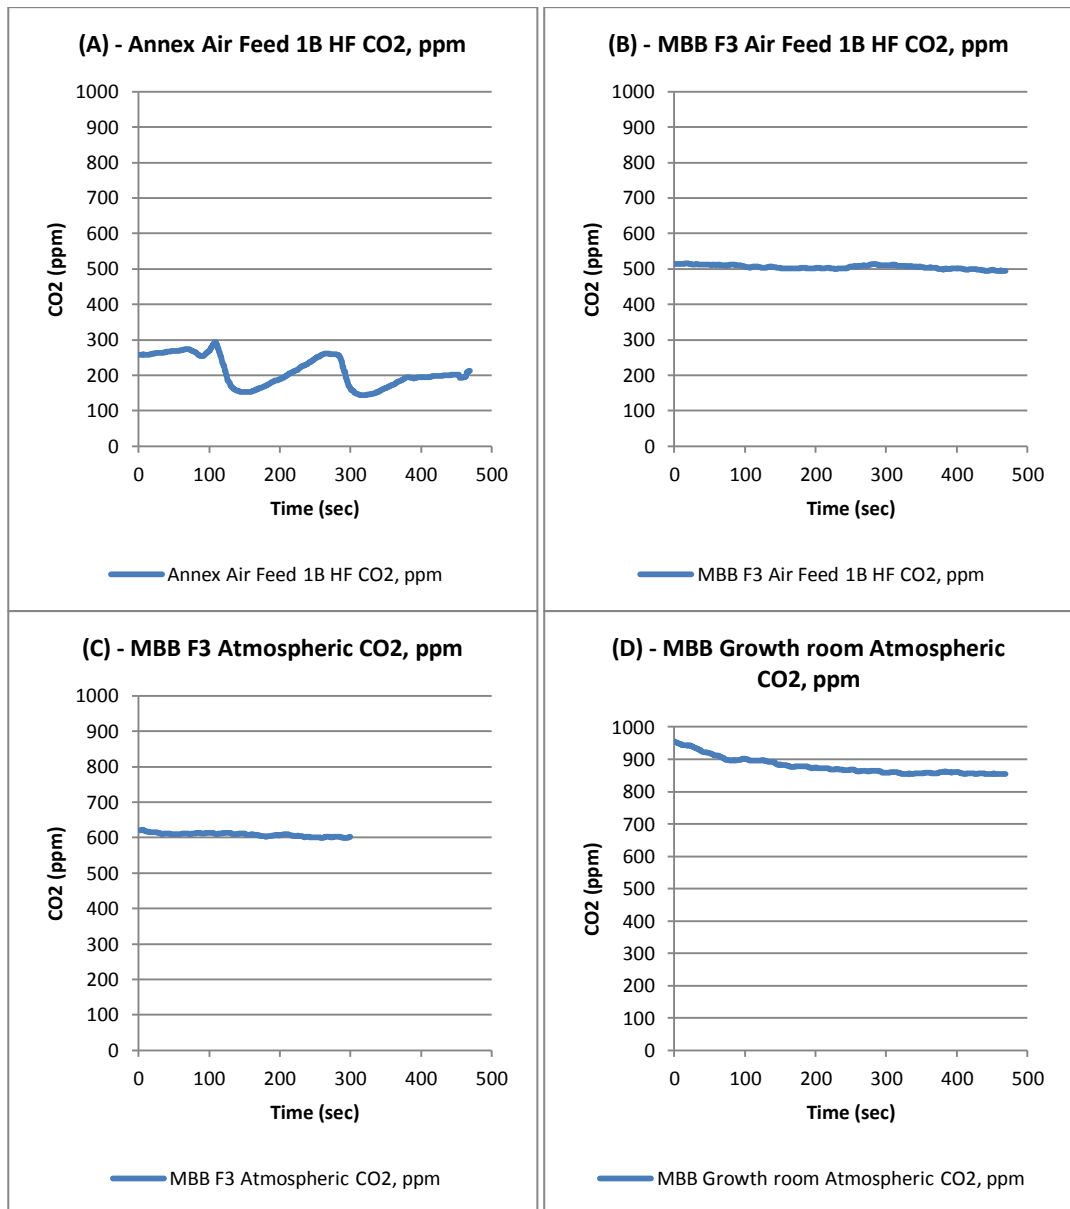 (A) - Annex Air Feed 1B HF CO2, ppm
1000
900
800
700
600
500
400
300
200
100
0
CO2 (ppm)
0 100 200 300 400 500
Time (sec)
Annex Air Feed 1B HF CO2, ppm
(B) - MBB F3 Air Feed 1B HF CO2, ppm
1000
900
800
700
600
500
400
300
200
100
0
CO2 (ppm)
0 100 200 300 400 500
Time (sec)
MBB F3 Air Feed 1B HF CO2, ppm
(C) - MBB F3 Atmospheric CO2, ppm
1000
900
800
700
600
500
400
300
200
100
0
CO2 (ppm)
0 100 200 300 400 500
Time (sec)
MBB F3 Atmospheric CO2, ppm
(D) - MBB Growth room Atmospheric
CO2, ppm
1000
900
800
700
600
500
400
300
200
100
0
CO2 (ppm)
0 100 200 300 400 500
Time (sec)
MBB Growth room Atmospheric CO2, ppm